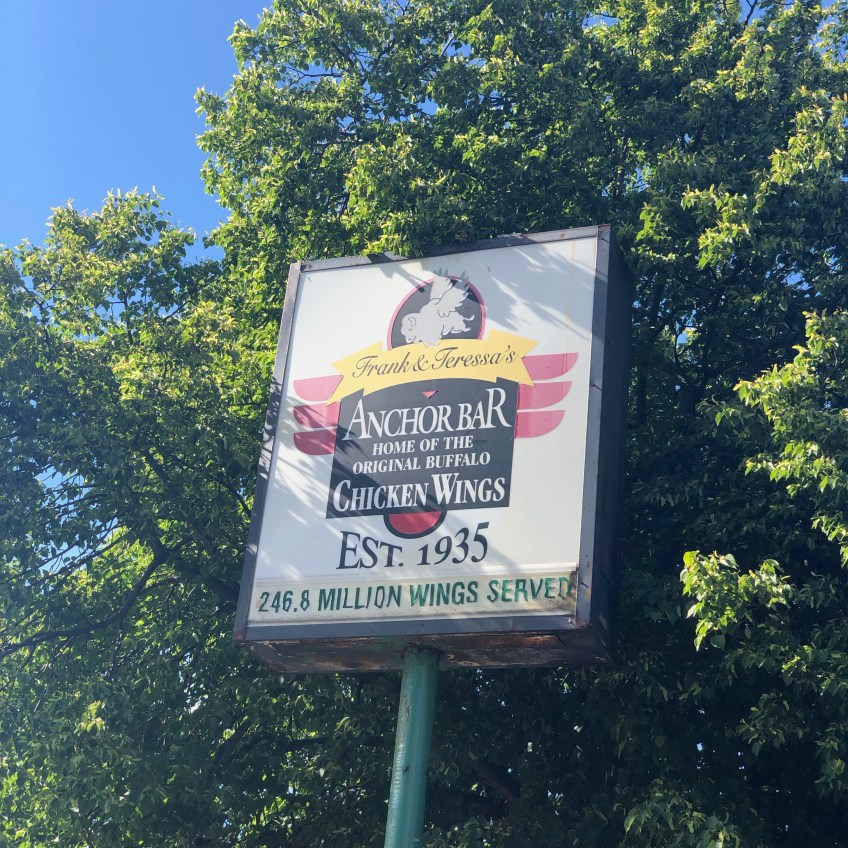 Frank & Teressa's
ANCHOR BAR
HOME OF THE
ORIGINAL BUFFALO
CHICKEN WINGS
EST. 1935
246.8 MILLION WINGS SERVED